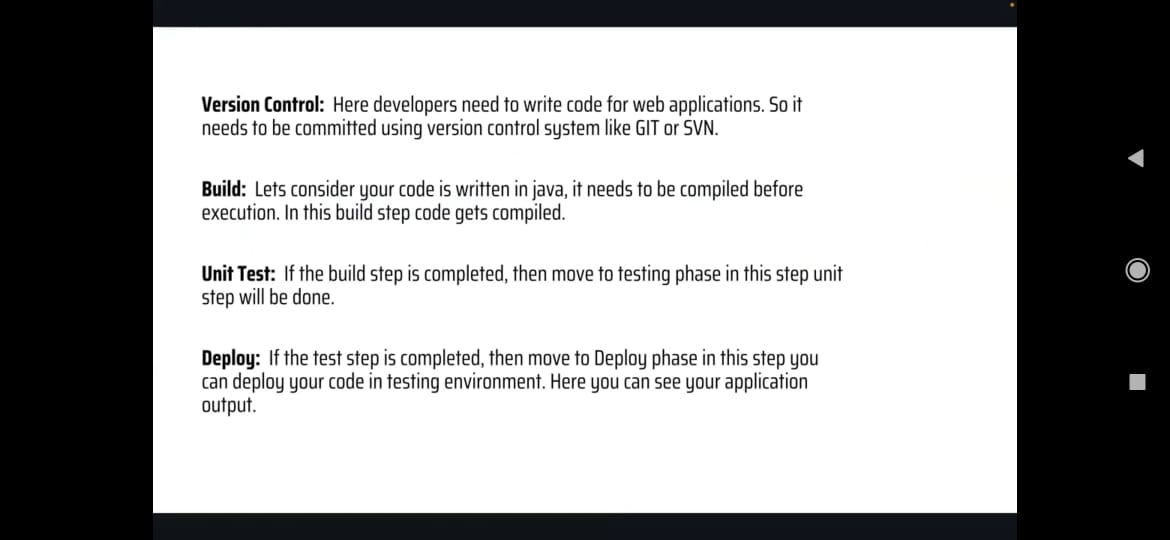 Version Control: Here developers need to write code for web applications. So it
needs to be committed using version control system like GIT or SVN.
Build: Lets consider your code is written in java, it needs to be compiled before
execution. In this build step code gets compiled.
Unit Test: If the build step is completed, then move to testing phase in this step unit
step will be done.
Deploy: If the test step is completed, then move to Deploy phase in this step you
can deploy your code in testing environment. Here you can see your application
output.